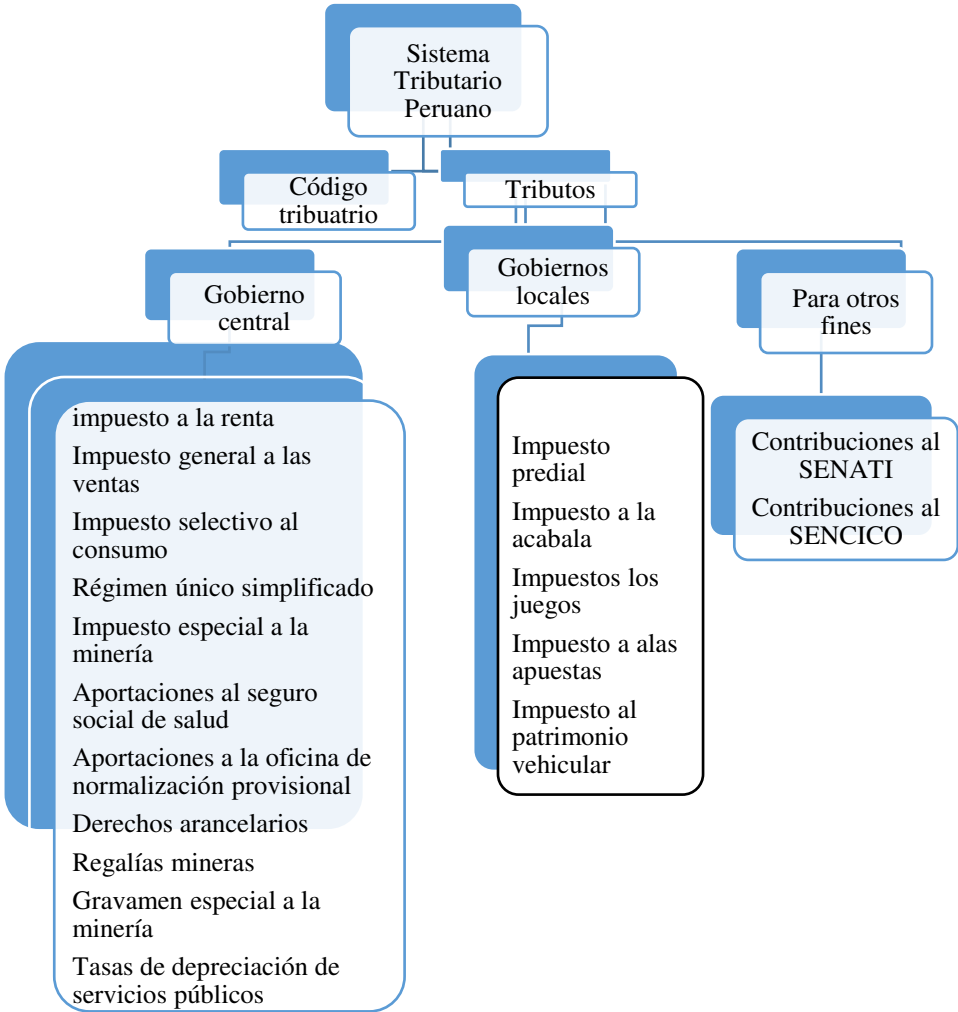 Sistema
Tributario
Peruano
Código
tribuatrio
Tributos
Gobierno
central
Gobiernos
locales
Para otros
fines
impuesto a la renta
Impuesto general a las
ventas
Impuesto selectivo al
consumo
Régimen único simplificado
Impuesto especial a la
minería
Aportaciones al seguro
social de salud
Aportaciones a la oficina de
normalización provisional
Derechos arancelarios
Regalías mineras
Gravamen especial a la
minería
Tasas de depreciación de
servicios públicos
Impuesto
predial
Impuesto a la
acabala
Impuestos los
juegos
Impuesto a alas
apuestas
Impuesto al
patrimonio
vehicular
Contribuciones al
SENATI
Contribuciones al
SENCICO